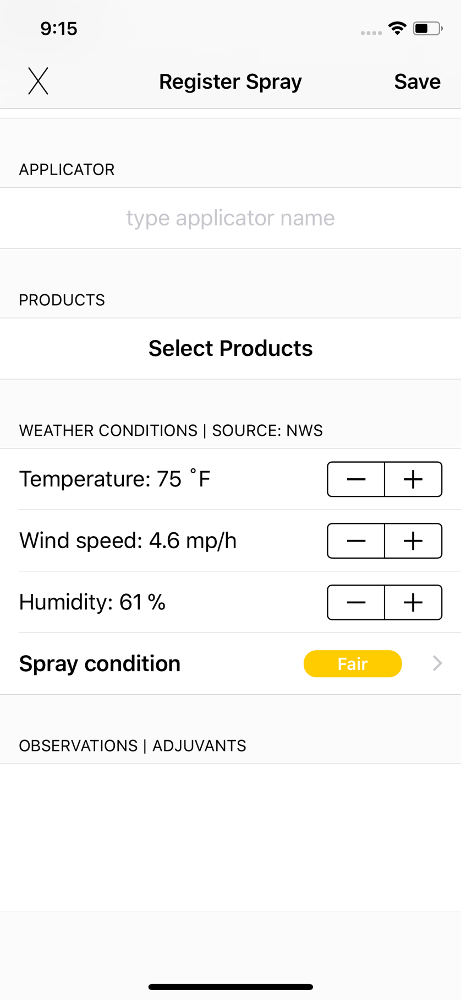 9:15
Register Spray
Save
APPLICATOR
type applicator name
PRODUCTS
Select Products
WEATHER CONDITIONS | SOURCE: NWS
Temperature: 75 ˚F
Wind speed: 4.6 mp/h
Humidity: 61 %
Spray condition
Fair
OBSERVATIONS | ADJUVANTS